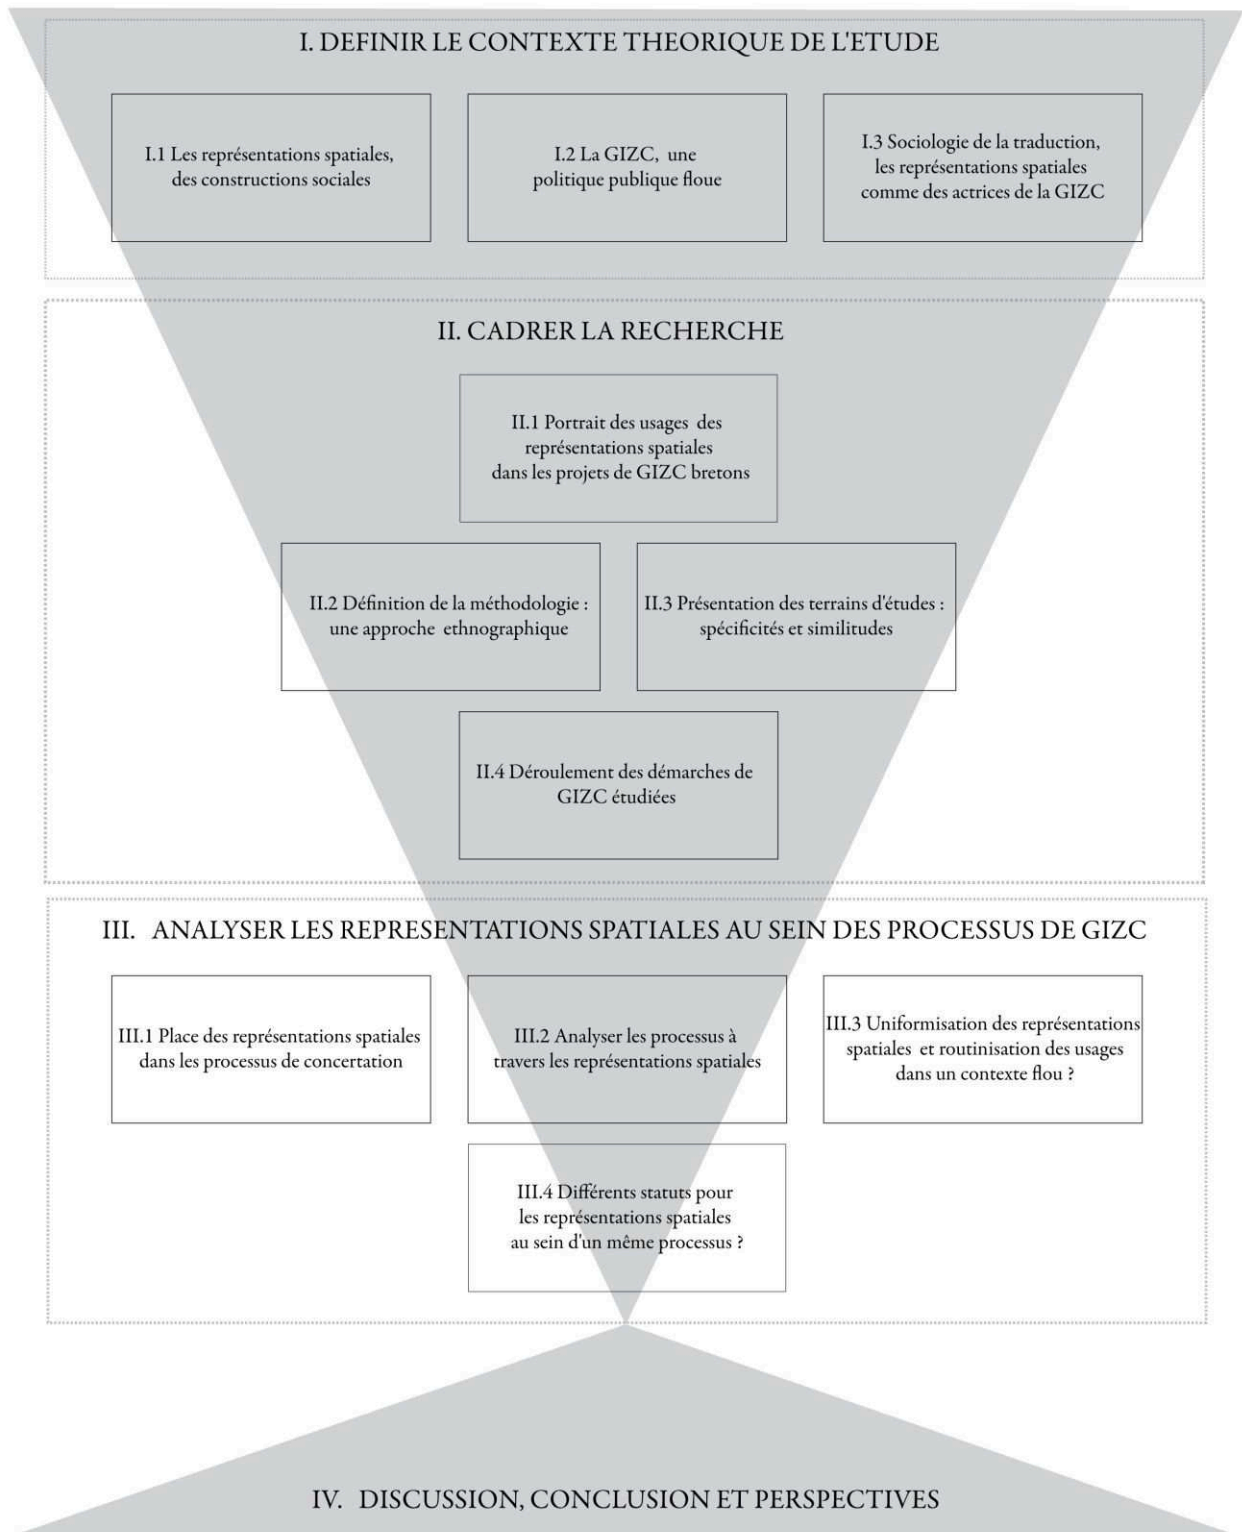 I. DEFINIR LE CONTEXTE THEORIQUE DE L'ETUDE
I.1 Les représentations spatiales,
des constructions sociales
I.2 La GIZC, une
politique publique floue
I.3 Sociologie de la traduction,
les représentations spatiales
comme des actrices de la GIZC
II. CADRER LA RECHERCHE
II.1 Portrait des usages des
représentations spatiales
dans les projets de GIZC bretons
II.2 Définition de la méthodologie :
une approche ethnographique
II.3 Présentation des terrains d'études :
spécificités et similitudes
II.4 Déroulement des démarches de
GIZC étudiées
III. ANALYSER LES REPRESENTATIONS SPATIALES AU SEIN DES PROCESSUS DE GIZC
III.1 Place des représentations spatiales
dans les processus de concertation
III.2 Analyser les processus à
travers les représentations spatiales
III.3 Uniformisation des représentations
spatiales et routinisation des usages
dans un contexte flou ?
III.4 Différents statuts pour
les représentations spatiales
au sein d'un même processus ?
IV. DISCUSSION, CONCLUSION ET PERSPECTIVES